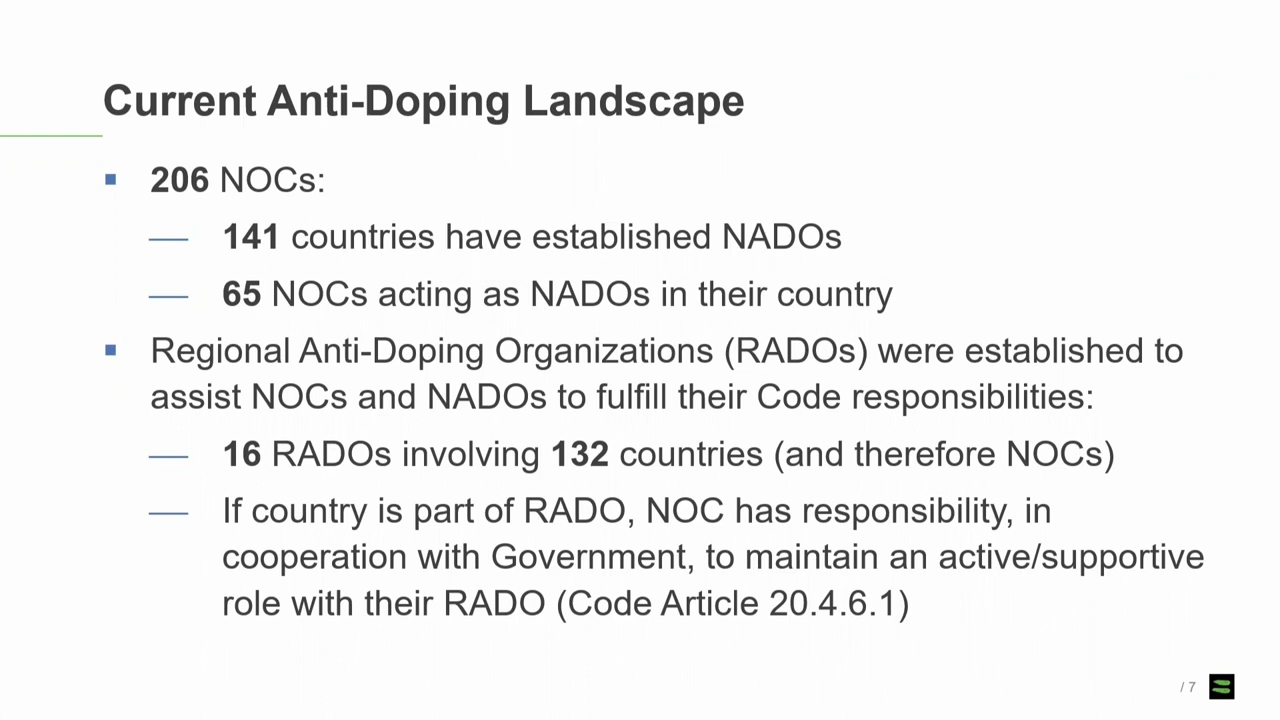 Current Anti-Doping Landscape
206 NOCs:
141 countries have established NADOs
65 NOCs acting as NADOs in their country
Regional Anti-Doping Organizations (RADOs) were established to
assist NOCs and NADOs to fulfill their Code responsibilities:
16 RADOs involving 132 countries (and therefore NOCs)
If country is part of RADO, NOC has responsibility, in
cooperation with Government, to maintain an active/supportive
role with their RADO (Code Article 20.4.6.1)
/ 7